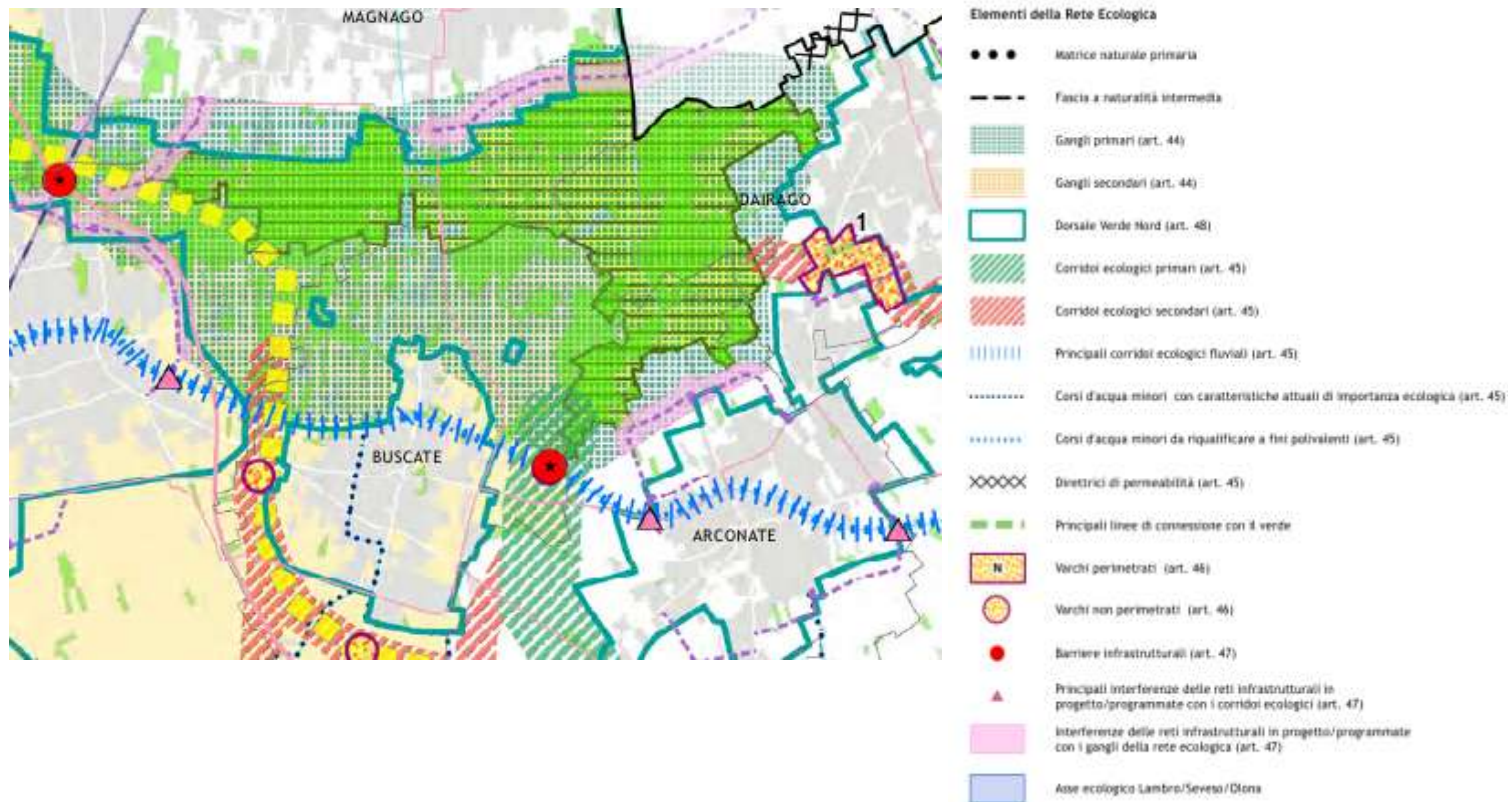 MAGNAGO
DAIRAGO
1
BUSCATE
ARCONATE
Elementi della Rete Ecologica
Matrice naturale primaria
Fascia a naturalità intermedia
Gangli primari (art. 44)
Gangli secondari (art. 44)
Dorsale Verde Nord (art. 48)
Corridoi ecologici primari (art. 45)
Corridoi ecologici secondari (art. 45)
Principali corridoi ecologici fluviali (art. 45)
Corsi d'acqua minori con caratteristiche attuali di importanza ecologica (art. 45)
Corsi d'acqua minori da riqualificare a fini polivalenti (art. 45)
Direttrici di permeabilità (art. 45)
Principali linee di connessione con il verde
N
Varchi perimetrati (art. 46)
Varchi non perimetrati (art. 46)
Barriere infrastrutturali (art. 47)
Principali interferenze delle reti infrastrutturali in
progetto/programmate con i corridoi ecologici (art. 47)
Interferenze delle reti infrastrutturali in progetto/programmate
con i gangli della rete ecologica (art. 47)
Asse ecologico Lambro/Seveso/Olona